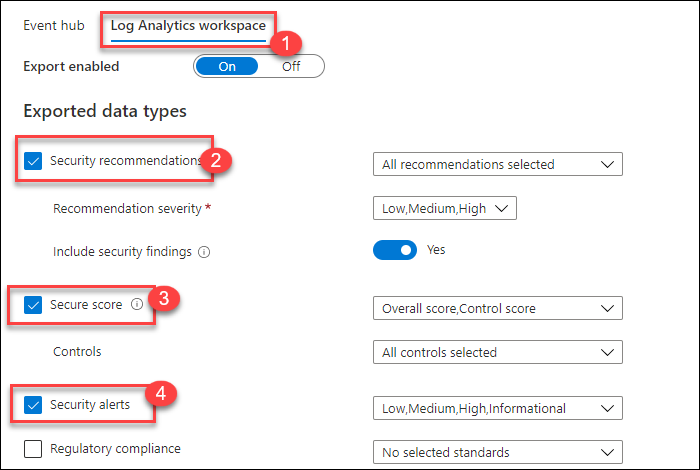 Event hub Log Analytics workspace
1
Export enabled On Off
Exported data types
Security recommendations 2 All recommendations selected
Recommendation severity * Low,Medium,High
Include security findings Yes
Secure score 3 Overall score,Control score
Controls All controls selected
4
Security alerts Low,Medium,High,Informational
Regulatory compliance No selected standards